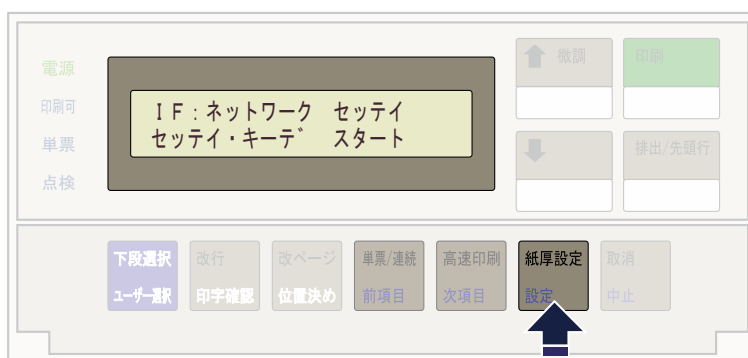 電源
印刷可
単票
点検
IF:ネットワーク セッテイ
セッテイ・キーデ゛ スタート
微調
印刷
排出/先頭行
下段選択
ユーザー選択
改行
印字確認
改ページ
位置決め
単票/連続
前項目
高速印刷
次項目
紙厚設定
設定
取消
中止